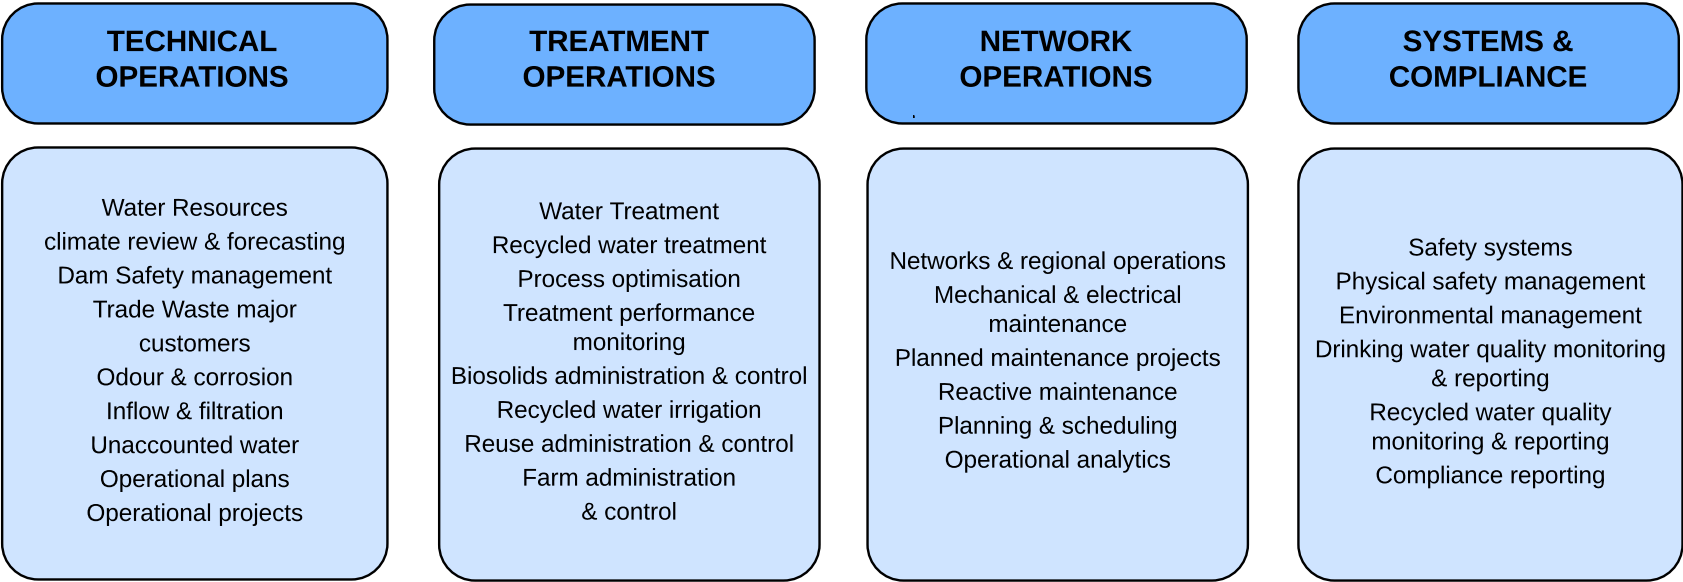 TECHNICAL
OPERATIONS
Water Resources
climate review & forecasting
Dam Safety management
Trade Waste major
customers
Odour & corrosion
Inflow & filtration
Unaccounted water
Operational plans
Operational projects
TREATMENT
OPERATIONS
Water Treatment
Recycled water treatment
Process optimisation
Treatment performance
monitoring
Biosolids administration & control
Recycled water irrigation
Reuse administration & control
Farm administration
& control
NETWORK
OPERATIONS
Networks & regional operations
Mechanical & electrical
maintenance
Planned maintenance projects
Reactive maintenance
Planning & scheduling
Operational analytics
SYSTEMS &
COMPLIANCE
Safety systems
Physical safety management
Environmental management
Drinking water quality monitoring
& reporting
Recycled water quality
monitoring & reporting
Compliance reporting